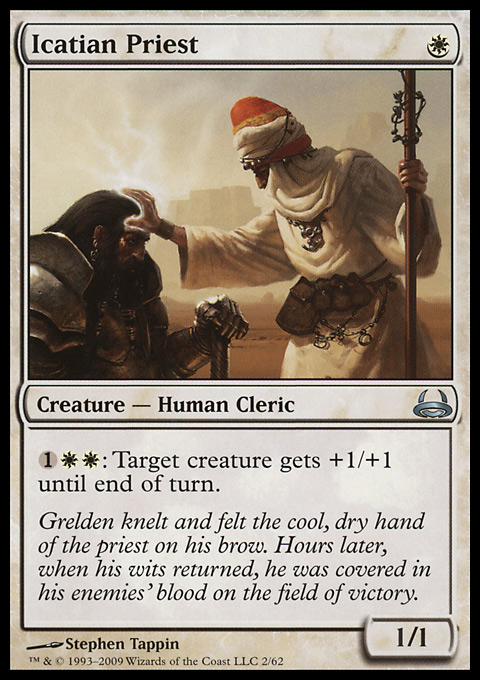 Icatian Priest
Creature — Human Cleric
1: Target creature gets +1/+1
until end of turn.
Grelden knelt and felt the cool, dry hand
of the priest on his brow. Hours later,
when his wits returned, he was covered in
his enemies’ blood on the field of victory.
Stephen Tappin
1/1
™ & © 1993–2009 Wizards of the Coast LLC 2/62